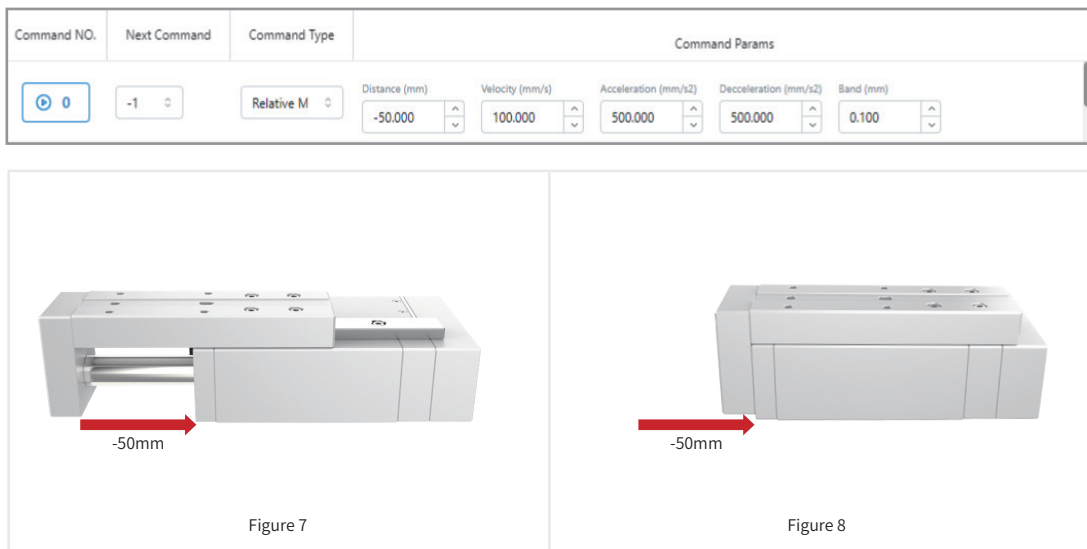 Command NO. Next Command Command Type Command Params
Distance (mm) Velocity (mm/s) Acceleration (mm/s2) Decceleration (mm/s2) Band (mm)
0 -1 Relative M -50.000 100.000 500.000 500.000 0.100
-50mm -50mm
Figure 7 Figure 8